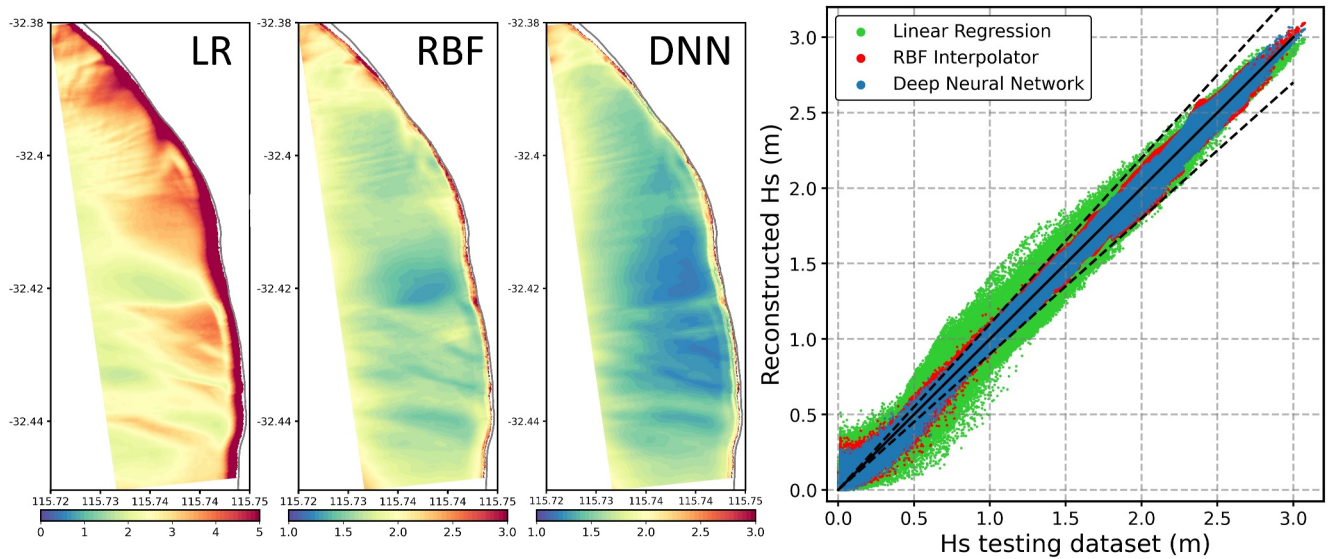 LR
-32.38
-32.4
-32.42
-32.44
115.72 115.73 115.74 115.74 115.75
0 1 2 3 4 5
RBF
-32.38
-32.4
-32.42
-32.44
115.72 115.73 115.74 115.74 115.75
1.0 1.5 2.0 2.5 3.0
DNN
-32.38
-32.4
-32.42
-32.44
115.72 115.73 115.74 115.74 115.75
1.0 1.5 2.0 2.5 3.0
Linear Regression
RBF Interpolator
Deep Neural Network
Reconstructed Hs (m)
3.0
2.5
2.0
1.5
1.0
0.5
0.0
0.0 0.5 1.0 1.5 2.0 2.5 3.0
Hs testing dataset (m)